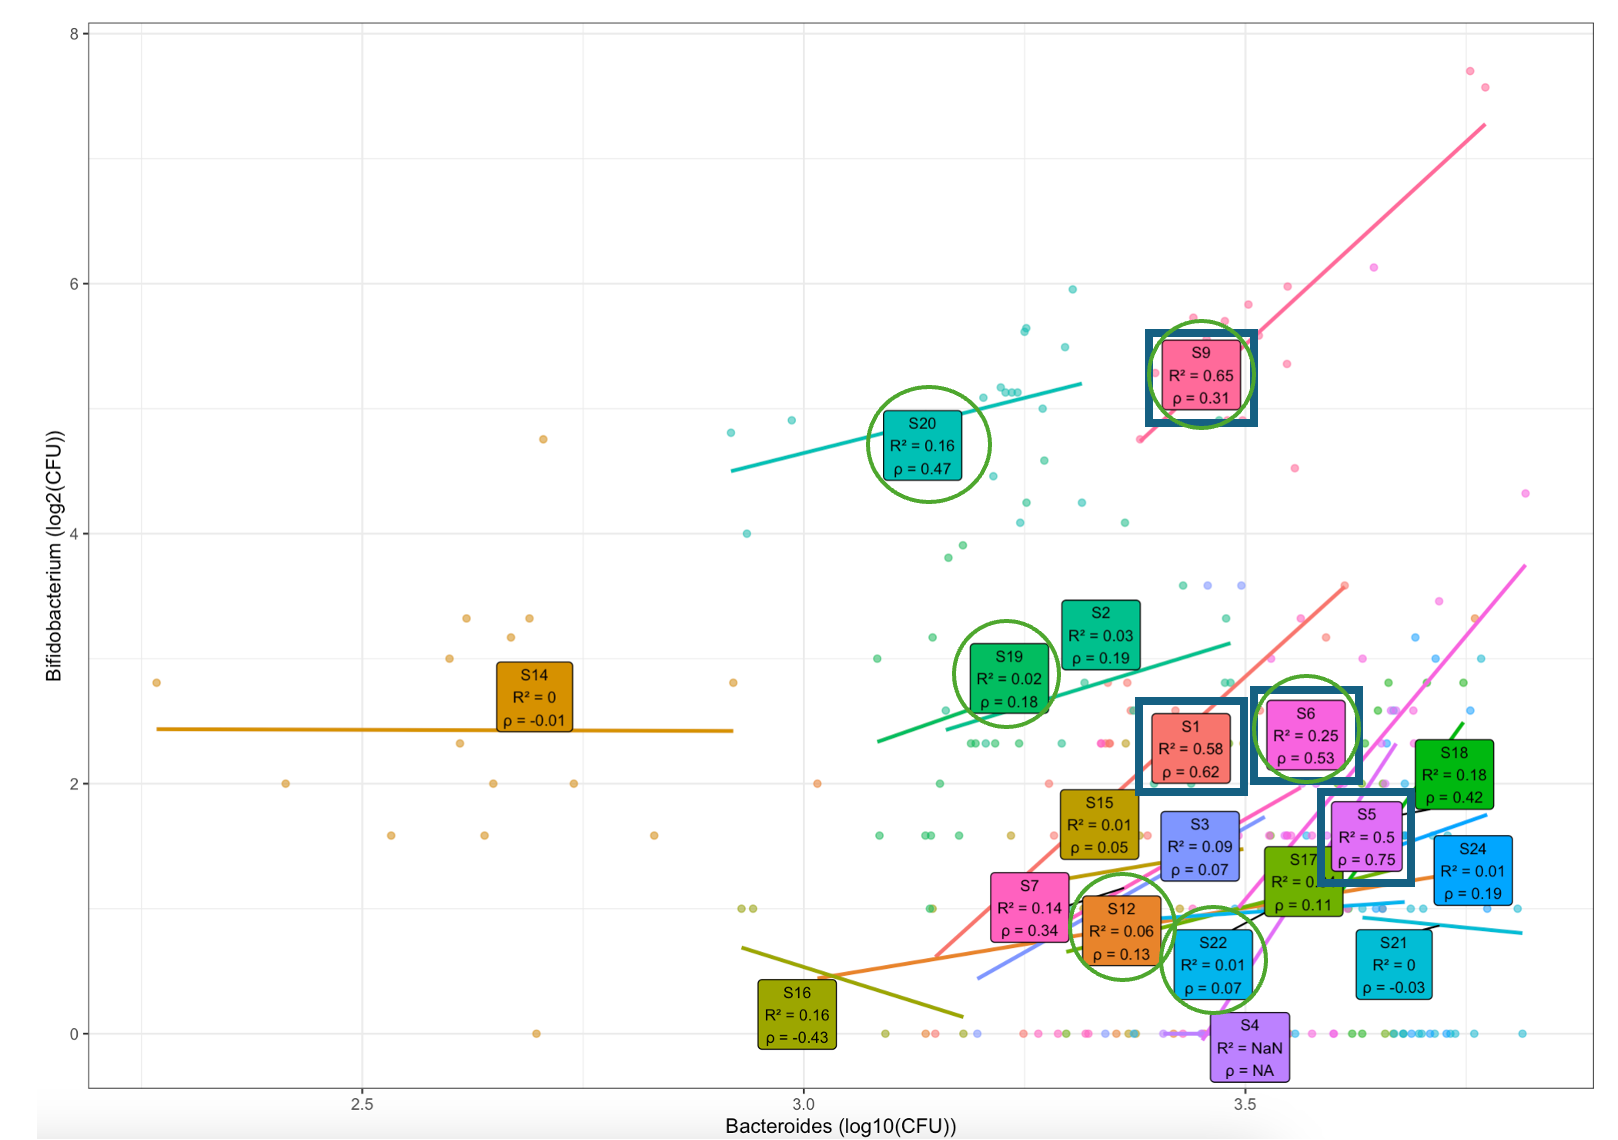 8
6
4
2
0
Bifidobacterium (log2(CFU))
S9
R² = 0.65
ρ = 0.31
S20
R² = 0.16
ρ = 0.47
S2
R² = 0.03
ρ = 0.19
S19
R² = 0.02
ρ = 0.18
S14
R² = 0
ρ = -0.01
S1
R² = 0.58
ρ = 0.62
S6
R² = 0.25
ρ = 0.53
S18
R² = 0.18
ρ = 0.42
S15
R² = 0.01
ρ = 0.05
S3
R² = 0.09
ρ = 0.07
S5
R² = 0.5
ρ = 0.75
S17
R² =
ρ = 0.11
S24
R² = 0.01
ρ = 0.19
S7
R² = 0.14
ρ = 0.34
S12
R² = 0.06
ρ = 0.13
S22
R² = 0.01
ρ = 0.07
S21
R² = 0
ρ = -0.03
S16
R² = 0.16
ρ = -0.43
S4
R² = NaN
ρ = NA
2.5 3.0 3.5
Bacteroides (log10(CFU))